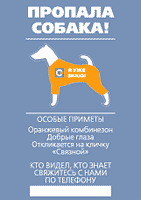 ПРОПАЛА
СОБАКА!
Я УЖЕ
ЗНАЮ!
ОСОБЫЕ ПРИМЕТЫ
Оранжевый комбинезон
Добрые глаза
Откликается на кличку
«Связной»
КТО ВИДЕЛ, КТО ЗНАЕТ
СВЯЖИТЕСЬ С НАМИ
ПО ТЕЛЕФОНУ